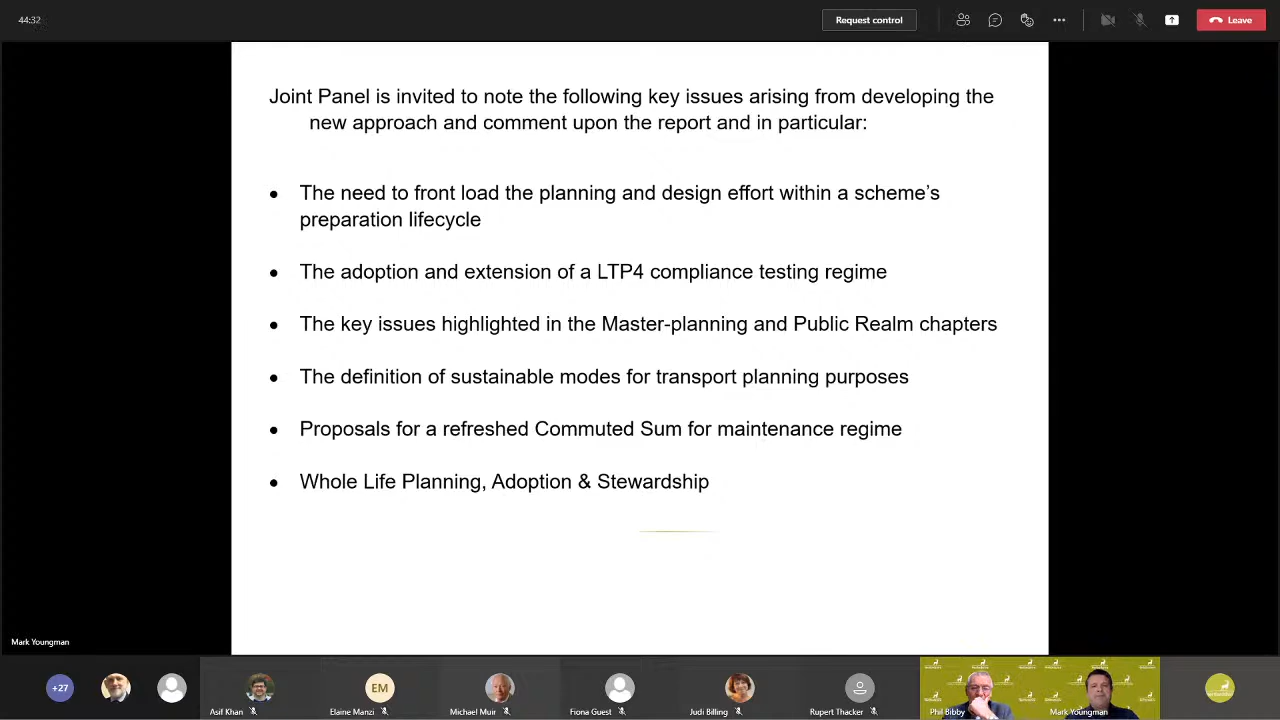 44:32
Request control
Leave
Joint Panel is invited to note the following key issues arising from developing the
new approach and comment upon the report and in particular:
• The need to front load the planning and design effort within a scheme’s
preparation lifecycle
• The adoption and extension of a LTP4 compliance testing regime
• The key issues highlighted in the Master-planning and Public Realm chapters
• The definition of sustainable modes for transport planning purposes
• Proposals for a refreshed Commuted Sum for maintenance regime
• Whole Life Planning, Adoption & Stewardship
Mark Youngman
+27
EM
Asif Khan
Elaine Manzi
Michael Muir
Fiona Guest
Judi Billing
Rupert Thacker
Phil Bibby
Mark Youngman